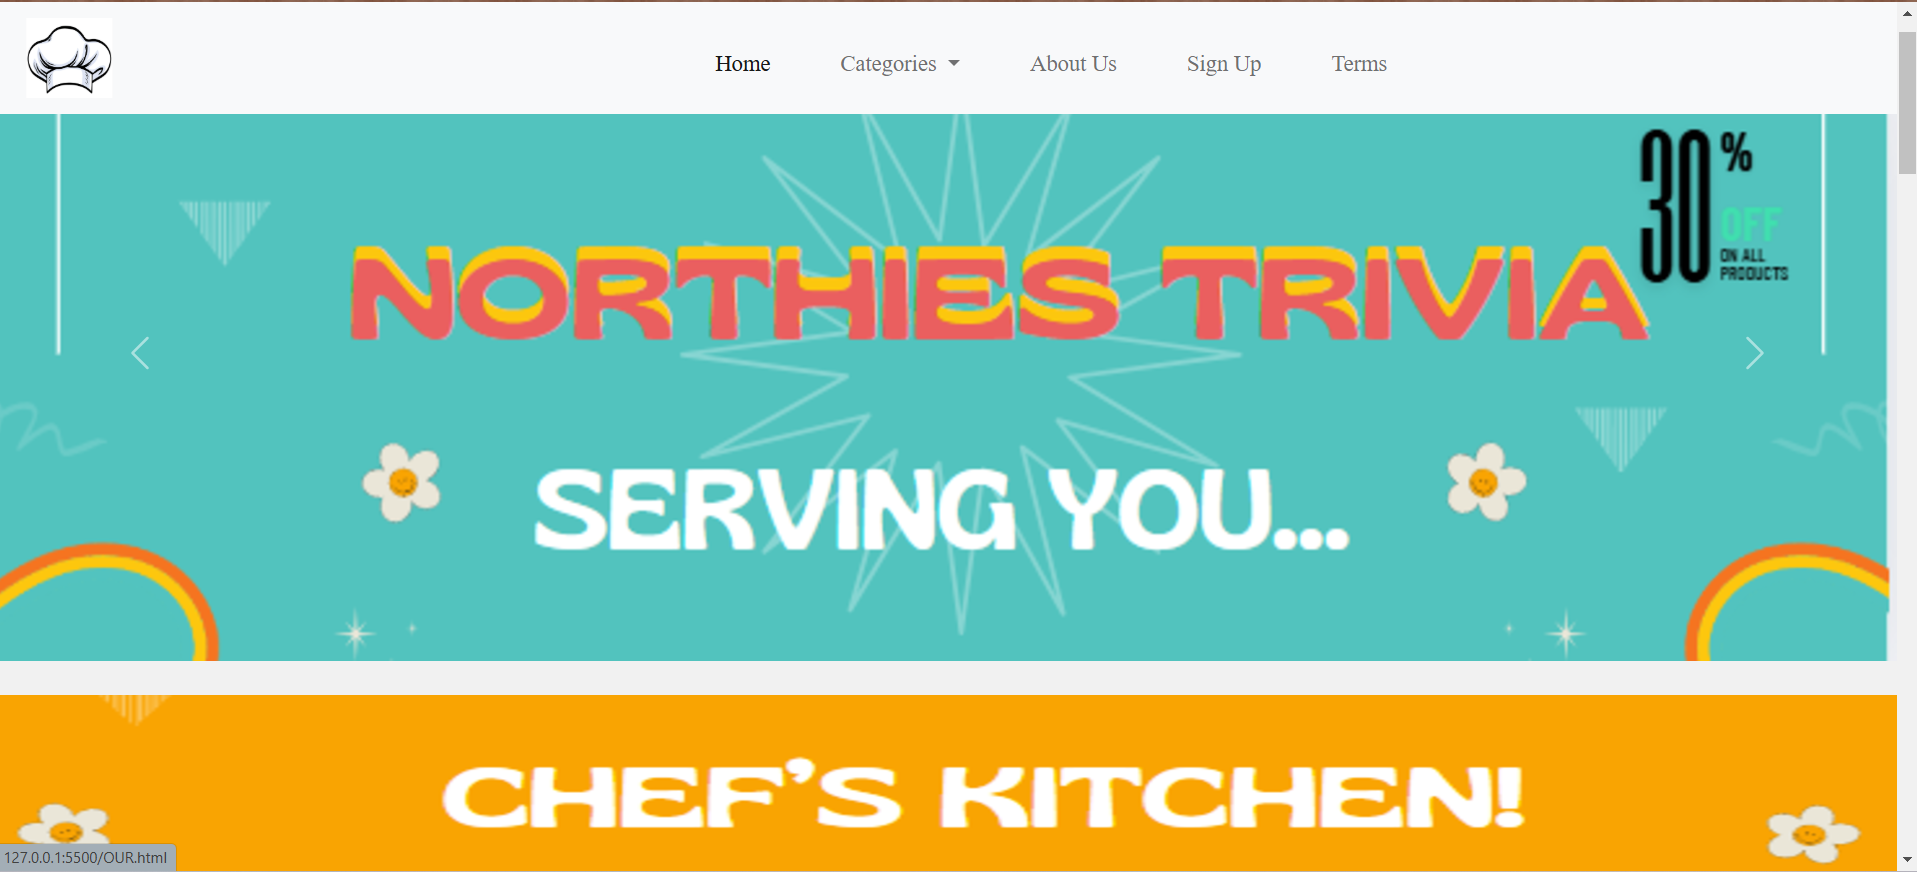 Home Categories About Us Sign Up Terms
30%
OFF
ON ALL
PRODUCTS
NORTHIES TRIVIA
SERVING YOU...
CHEF'S KITCHEN!
127.0.0.1:5500/OUR.html